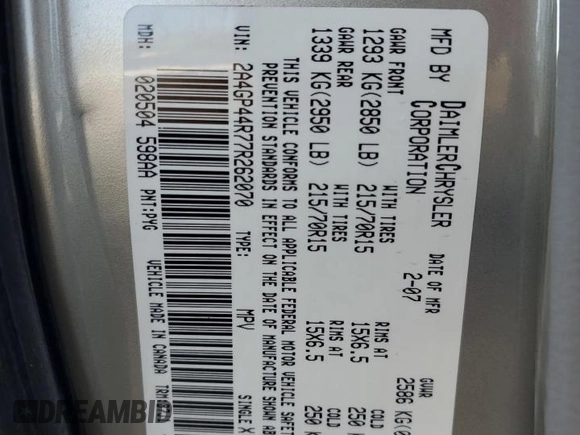 MFD BY DAIMLERCHRYSLER CORPORATION
DATE OF MFR 2-07
GVWR
GAWR FRONT WITH TIRES RIMS AT COLD
1293 KG(2850 LB) 215/70R15 15X6.5 250
GAWR REAR WITH TIRES RIMS AT COLD
1339 KG(2950 LB) 215/70R15 15X6.5 250
THIS VEHICLE CONFORMS TO ALL APPLICABLE FEDERAL MOTOR VEHICLE
PREVENTION STANDARDS IN EFFECT ON THE DATE OF MANUFACTURE SHOWN
VIN: 2A4GP44R77R262070 TYPE: MPV SINGLE X
MDH: 020504 598AA PNT:PYG VEHICLE MADE IN CANADA
DREAMBID